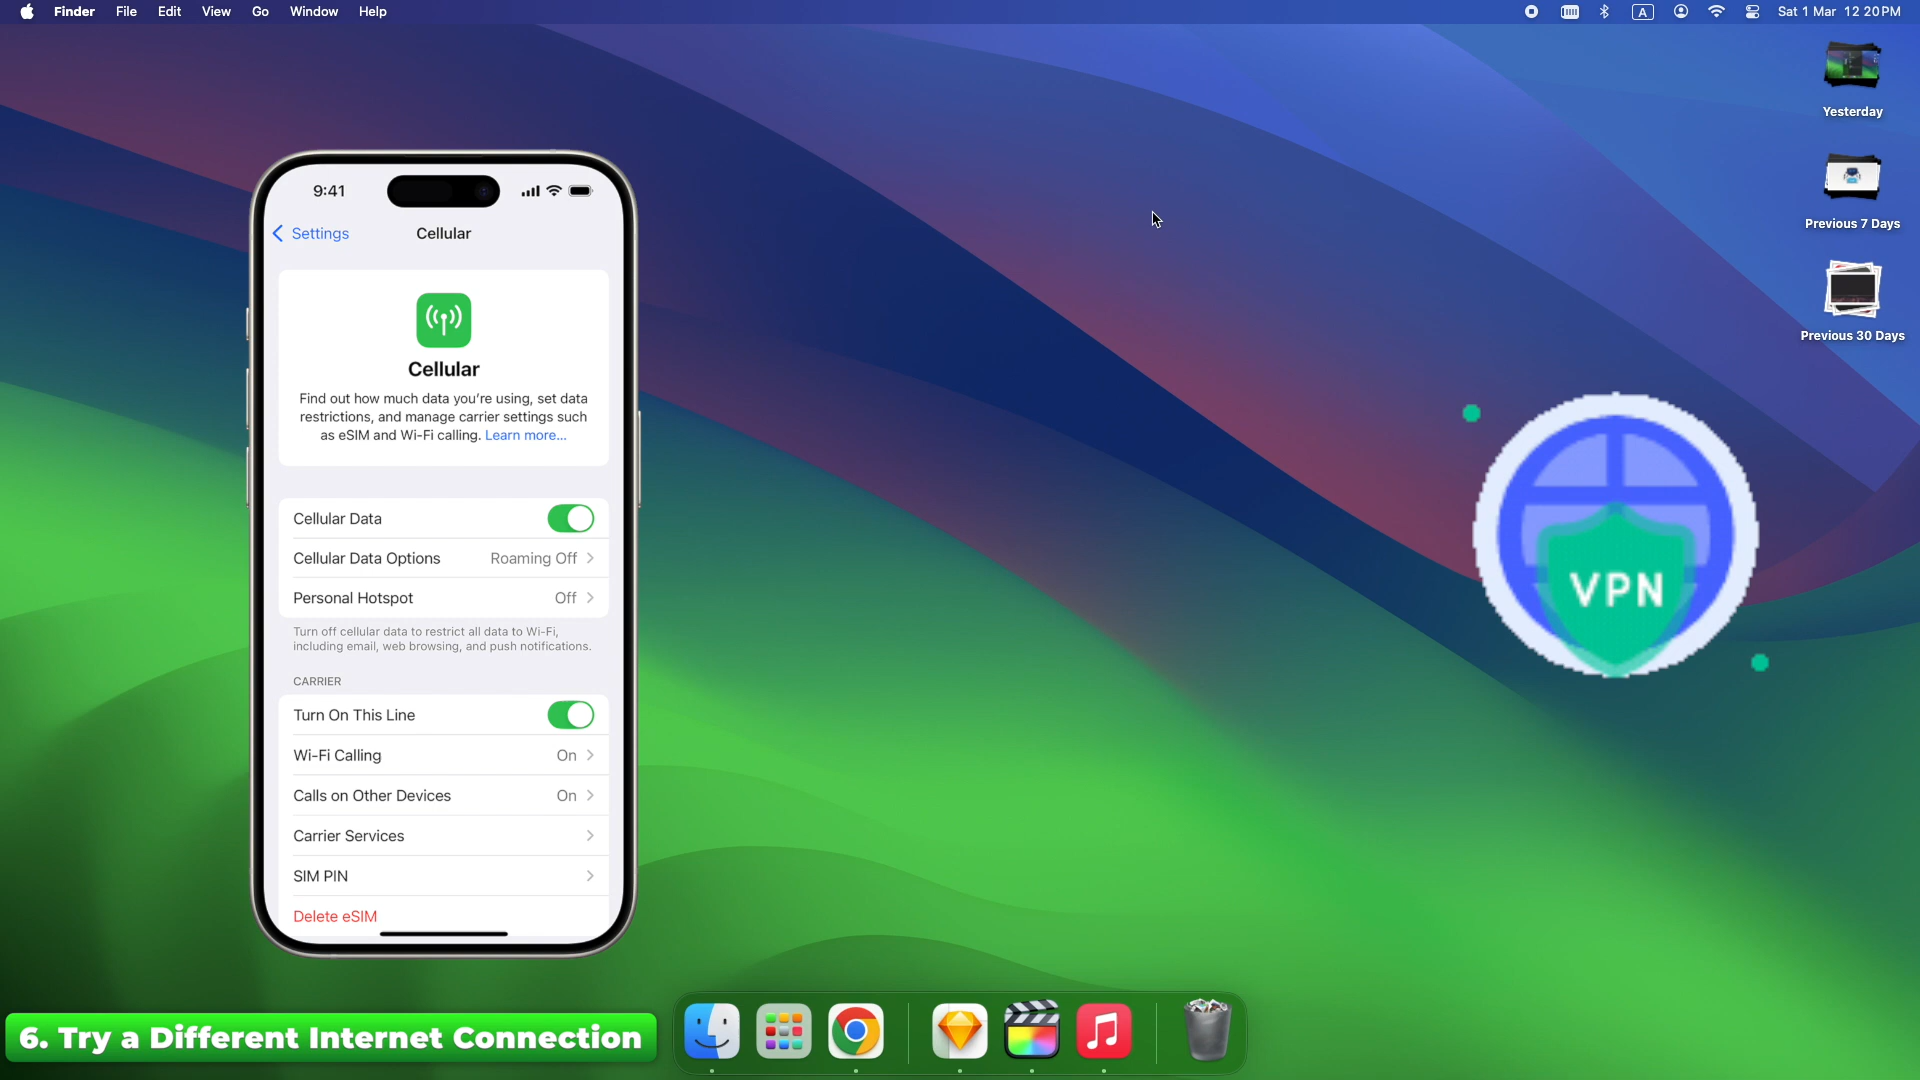 Finder File Edit View Go Window Help
A
Sat 1 Mar 12 20 PM
Yesterday
Previous 7 Days
Previous 30 Days
9:41
Settings
Cellular
Cellular
Find out how much data you're using, set data
restrictions, and manage carrier settings such
as eSIM and Wi-Fi calling. Learn more...
Cellular Data
Cellular Data Options Roaming Off
Personal Hotspot Off
Turn off cellular data to restrict all data to Wi-Fi,
including email, web browsing, and push notifications.
CARRIER
Turn On This Line
Wi-Fi Calling On
Calls on Other Devices On
Carrier Services
SIM PIN
Delete eSIM
VPN
6. Try a Different Internet Connection